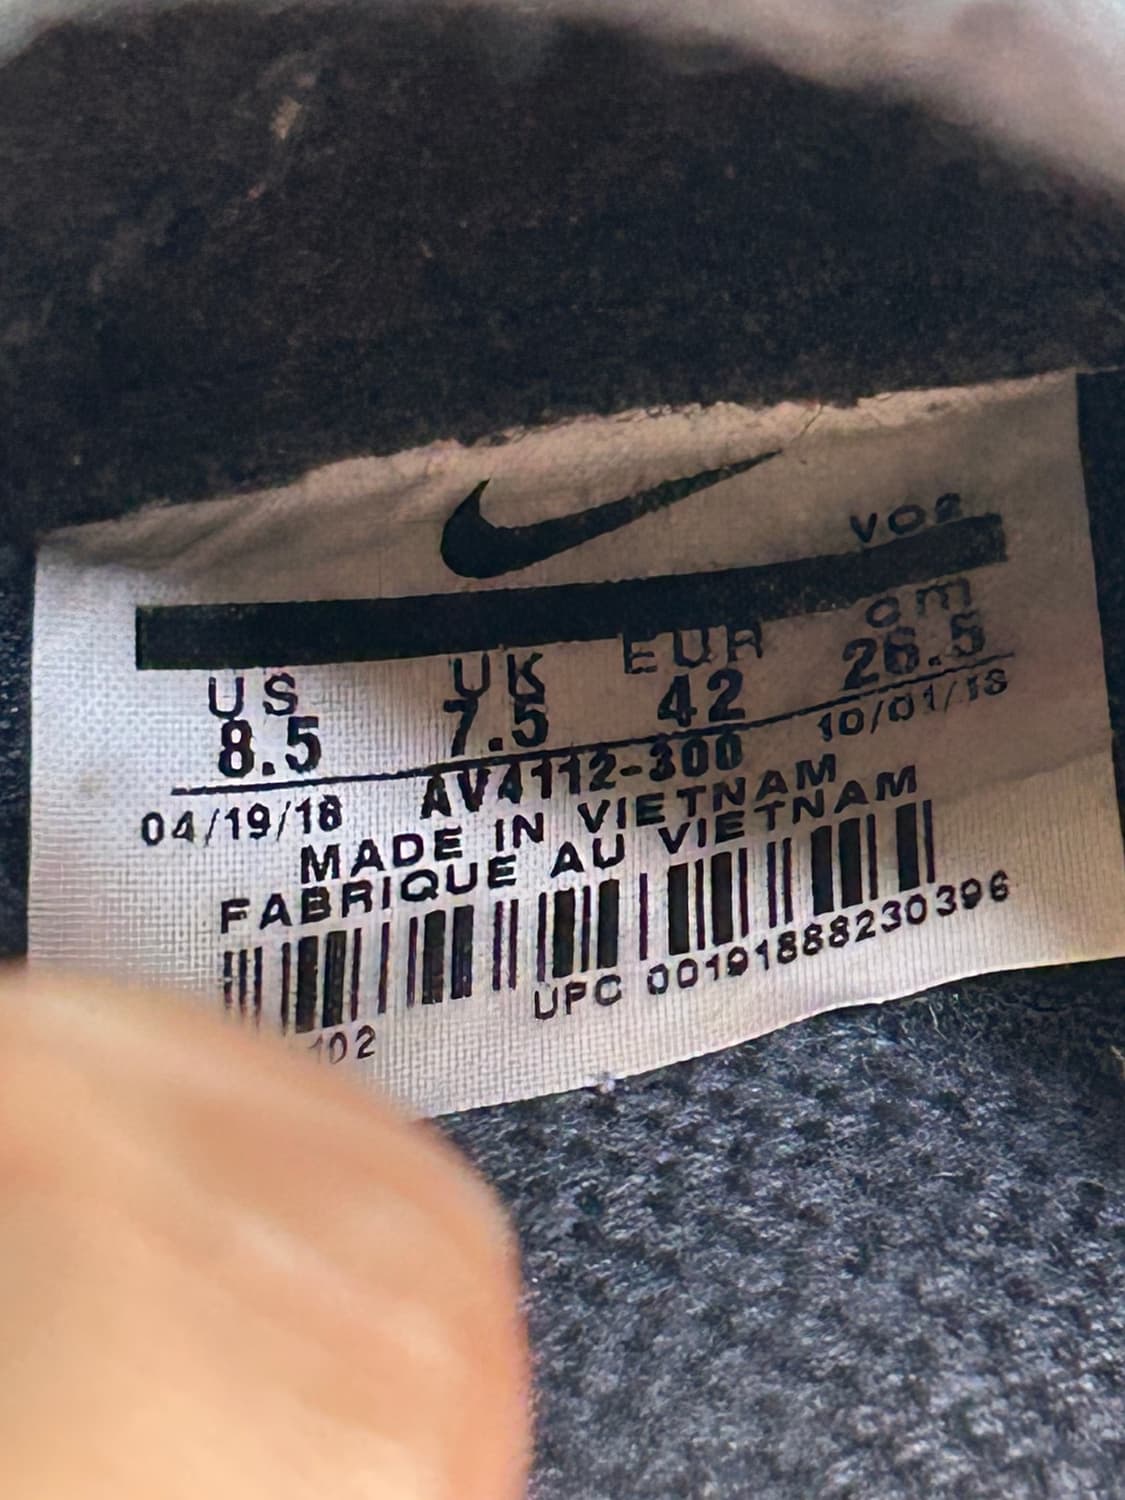 VO2
US UK EUR cm
8.5 7.5 42 26.5
04/19/18 AV4112-300 10/01/18
MADE IN VIETNAM
FABRIQUE AU VIETNAM
UPC 00191888230396
102